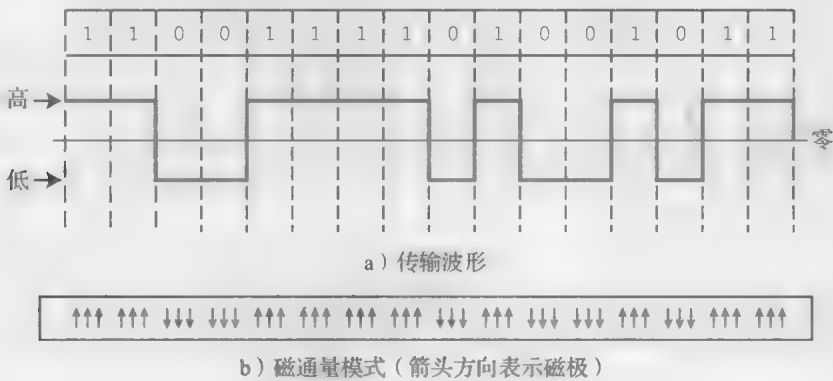 1 1 0 0 1 1 1 1 0 1 0 0 1 0 1 1
高
零
低
a）传输波形
b）磁通量模式（箭头方向表示磁极）